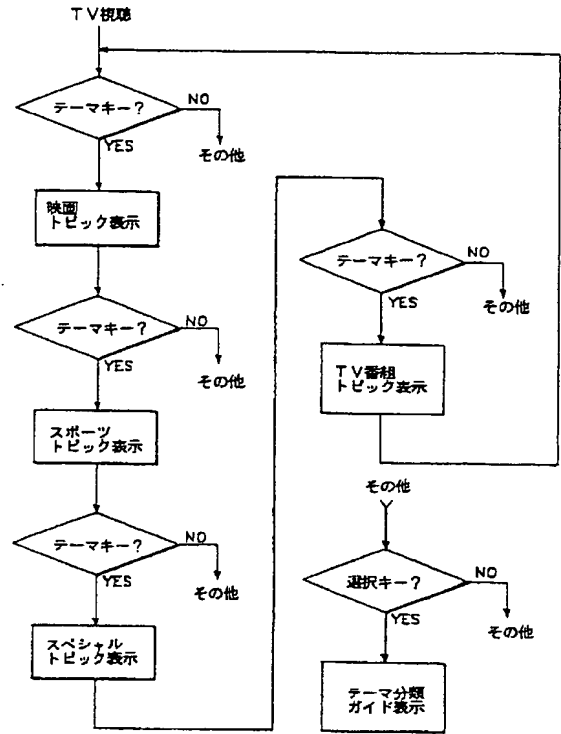 TV視聴
テーマキー?
NO
YES
その他
映画
トピック表示
テーマキー?
NO
YES
その他
スポーツ
トピック表示
テーマキー?
NO
YES
その他
スペシャル
トピック表示
テーマキー?
NO
YES
その他
TV番組
トピック表示
その他
選択キー?
NO
YES
その他
テーマ分類
ガイド表示